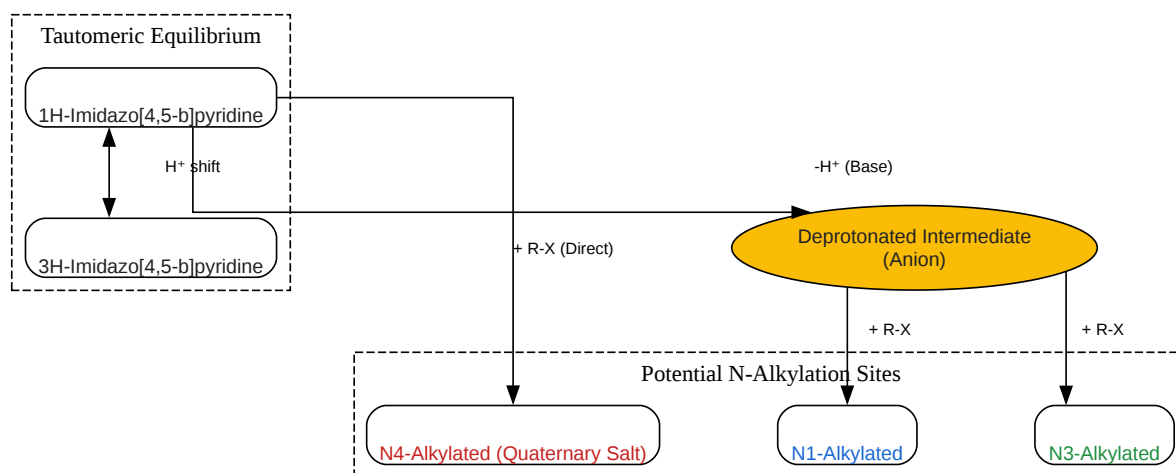 Tautomeric Equilibrium
1H-Imidazo[4,5-b]pyridine
H⁺ shift
-H⁺ (Base)
3H-Imidazo[4,5-b]pyridine
+ R-X (Direct)
Deprotonated Intermediate
(Anion)
+ R-X
+ R-X
Potential N-Alkylation Sites
N4-Alkylated (Quaternary Salt)
N1-Alkylated
N3-Alkylated